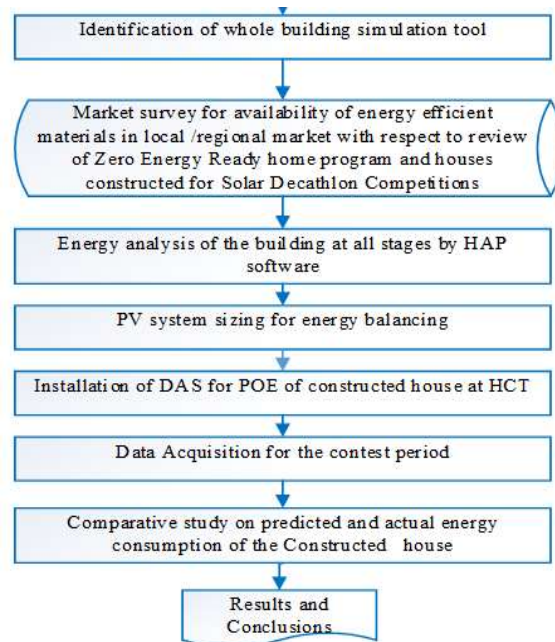 Identification of whole building simulation tool
Market survey for availability of energy efficient
materials in local /regional market with respect to review
of Zero Energy Ready home program and houses
constructed for Solar Decathlon Competitions
Energy analysis of the building at all stages by HAP
software
PV system sizing for energy balancing
Installation of DAS for POE of constructed house at HCT
Data Acquisition for the contest period
Comparative study on predicted and actual energy
consumption of the Constructed house
Results and
Conclusions